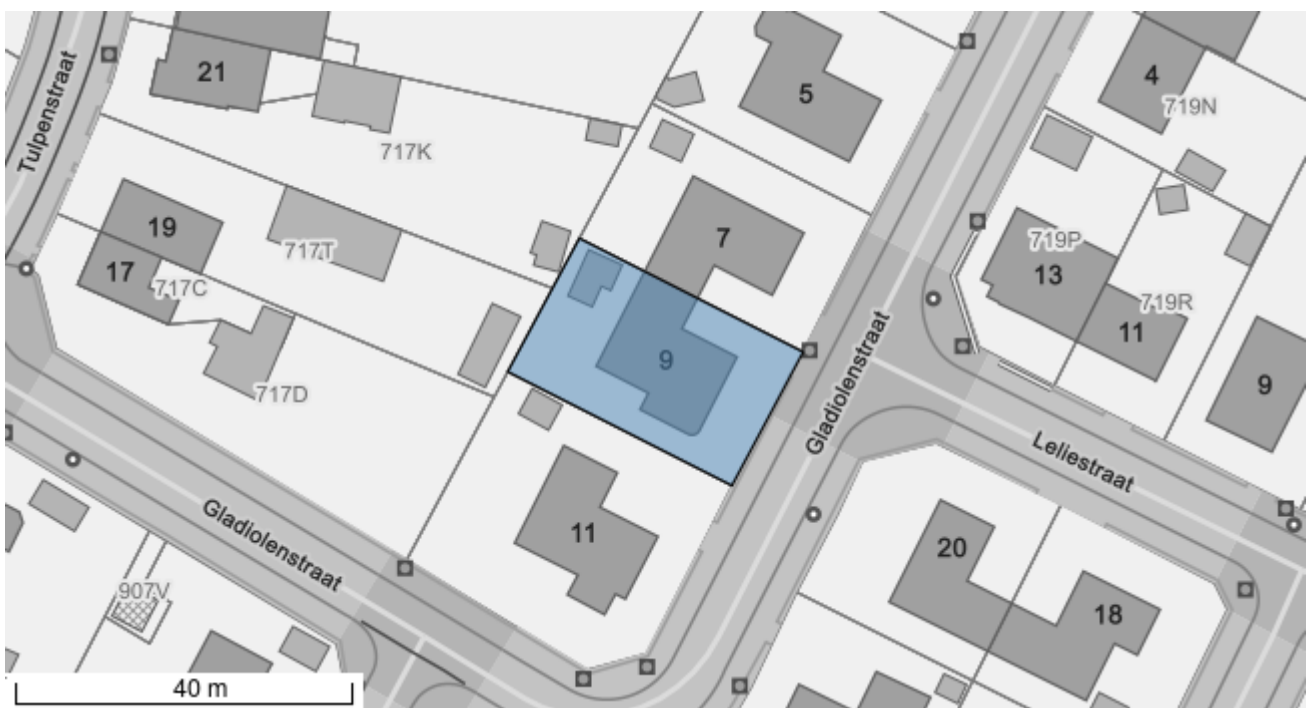 21
5
4
719N
Tulpenstraat
717K
19
7
717T
719P
17
717C
13
719R
11
9
9
Gladiolenstraat
717D
Leliestraat
Gladiolenstraat
11
20
907V
18
40 m